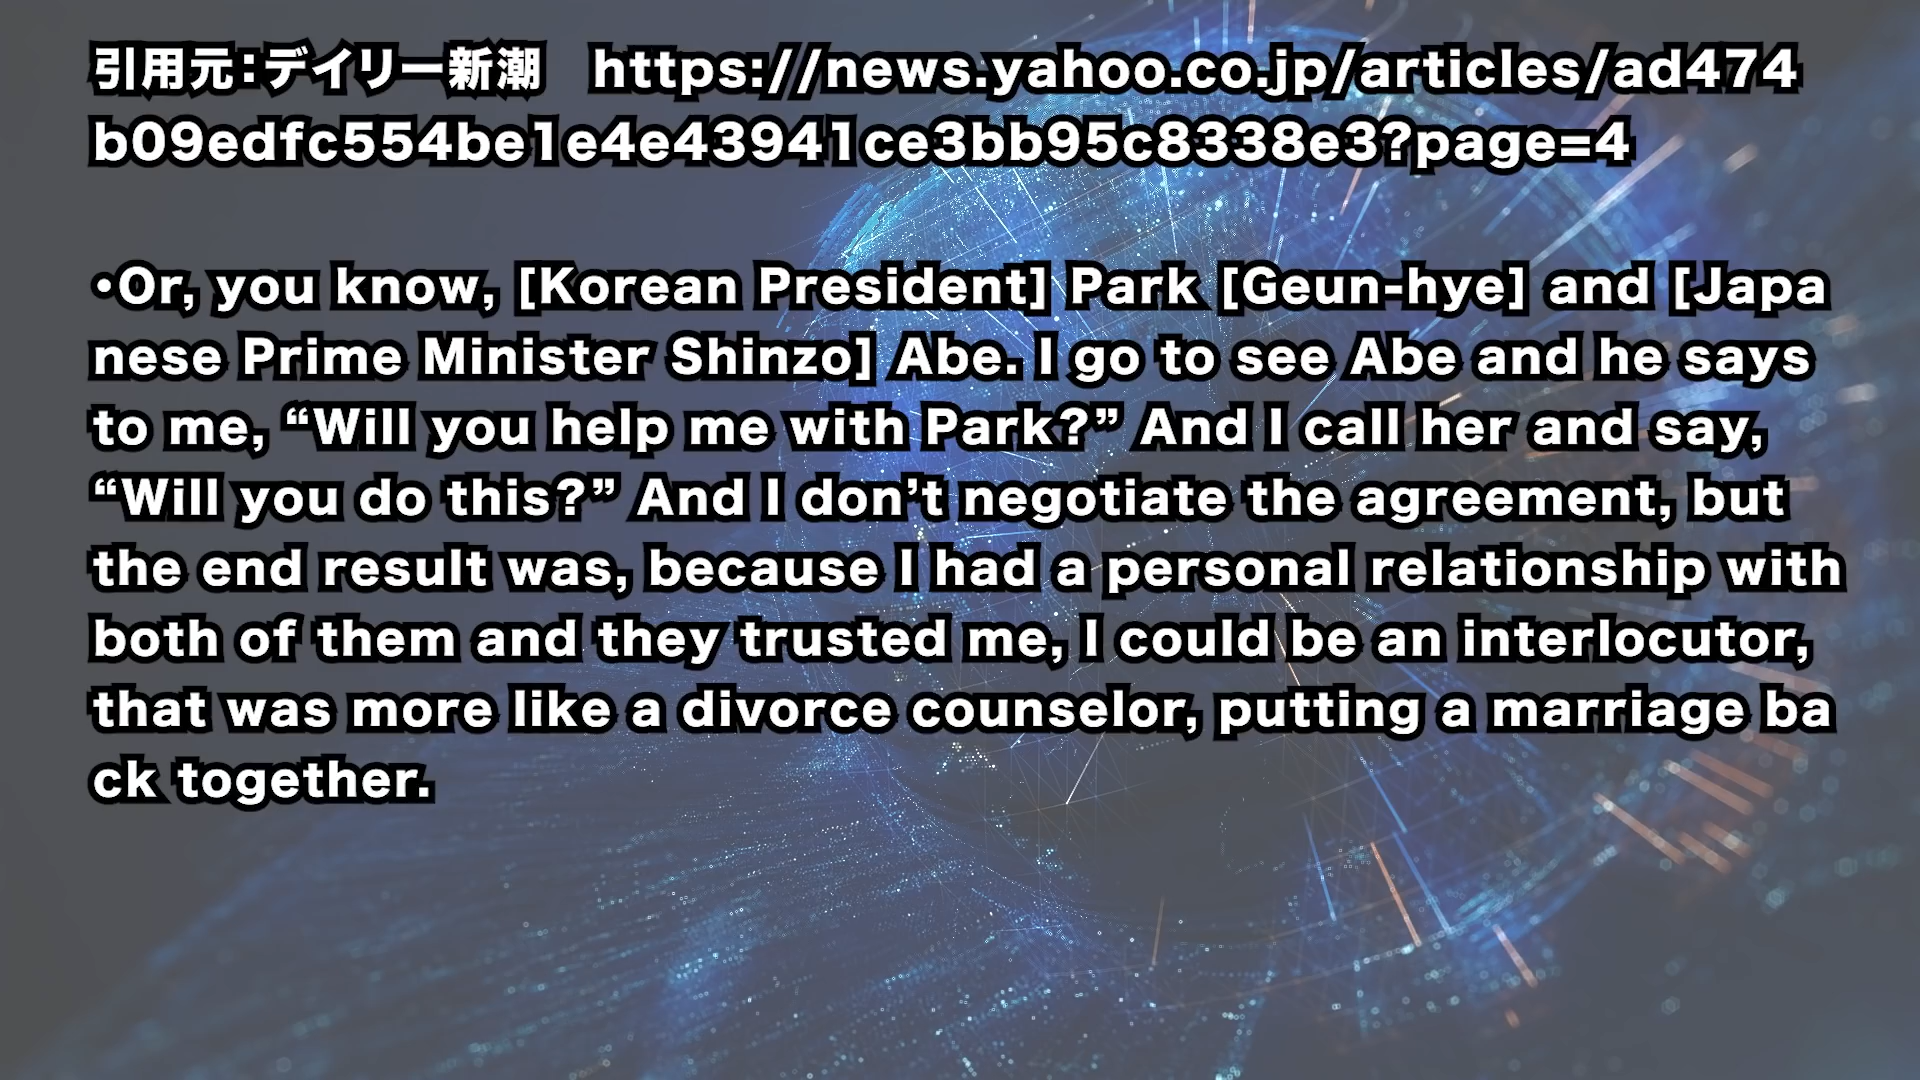 引用元：デイリー新潮　https://news.yahoo.co.jp/articles/ad474
b09edfc554be1e4e43941ce3bb95c8338e3?page=4
・Or, you know, [Korean President] Park [Geun-hye] and [Japa
nese Prime Minister Shinzo] Abe. I go to see Abe and he says
to me, “Will you help me with Park?” And I call her and say,
“Will you do this?” And I don’t negotiate the agreement, but
the end result was, because I had a personal relationship with
both of them and they trusted me, I could be an interlocutor,
that was more like a divorce counselor, putting a marriage ba
ck together.